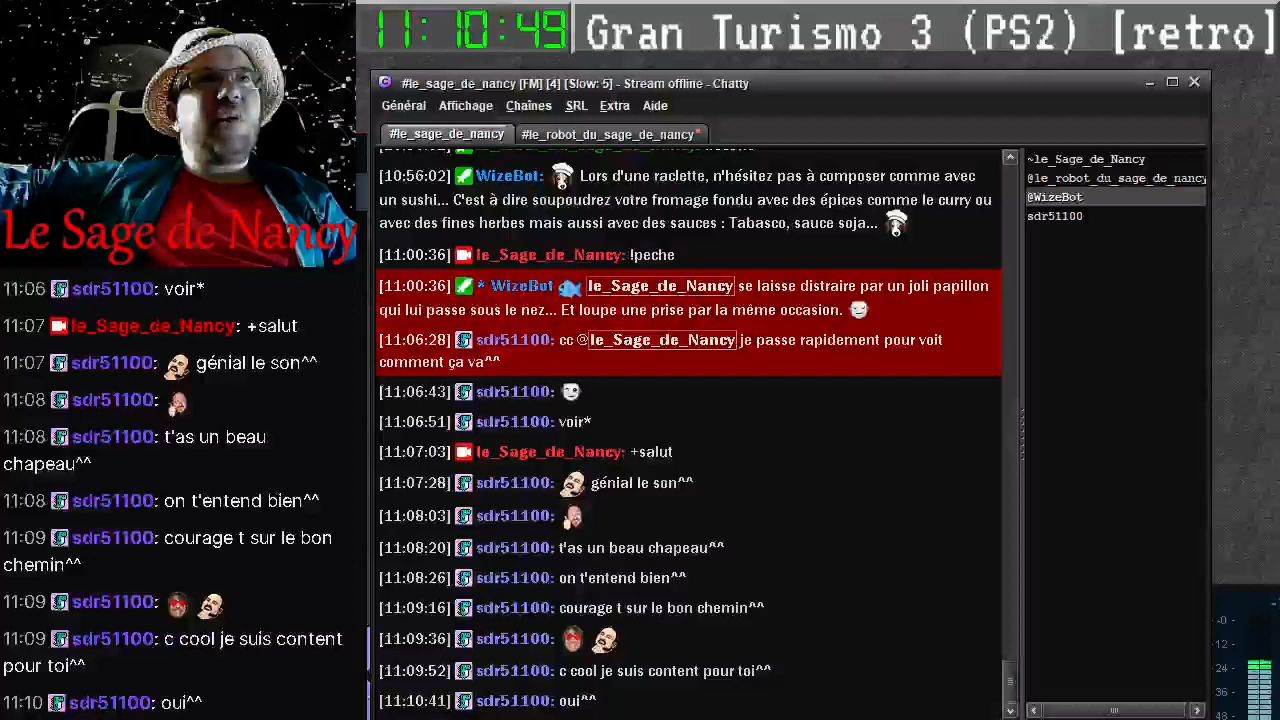 11:10:49
Gran Turismo 3 (PS2) [retro]
#le_sage_de_nancy [FM] [4] [Slow: 5] - Stream offline - Chatty
Général Affichage Chaînes SRL Extra Aide
#le_sage_de_nancy #le_robot_du_sage_de_nancy*
[10:56:02] WizeBot: Lors d'une raclette, n'hésitez pas à composer comme avec
un sushi... C'est à dire soupoudrez votre fromage fondu avec des épices comme le curry ou
avec des fines herbes mais aussi avec des sauces : Tabasco, sauce soja...
[11:00:36] le_Sage_de_Nancy: !peche
[11:00:36] * WizeBot le_Sage_de_Nancy se laisse distraire par un joli papillon
qui lui passe sous le nez... Et loupe une prise par la même occasion.
[11:06:28] sdr51100: cc @le_Sage_de_Nancy je passe rapidement pour voit
comment ça va^^
[11:06:43] sdr51100:
[11:06:51] sdr51100: voir*
[11:07:03] le_Sage_de_Nancy: +salut
[11:07:28] sdr51100: génial le son^^
[11:08:03] sdr51100:
[11:08:20] sdr51100: t'as un beau chapeau^^
[11:08:26] sdr51100: on t'entend bien^^
[11:09:16] sdr51100: courage t sur le bon chemin^^
[11:09:36] sdr51100:
[11:09:52] sdr51100: c cool je suis content pour toi^^
[11:10:41] sdr51100: oui^^
~le_Sage_de_Nancy
@le_robot_du_sage_de_nancy
@WizeBot
sdr51100
Le Sage de Nancy
11:06 sdr51100: voir*
11:07 le_Sage_de_Nancy: +salut
11:07 sdr51100: génial le son^^
11:08 sdr51100:
11:08 sdr51100: t'as un beau
chapeau^^
11:08 sdr51100: on t'entend bien^^
11:09 sdr51100: courage t sur le bon
chemin^^
11:09 sdr51100:
11:09 sdr51100: c cool je suis content
pour toi^^
11:10 sdr51100: oui^^
-0
-12
-24
-36
-48